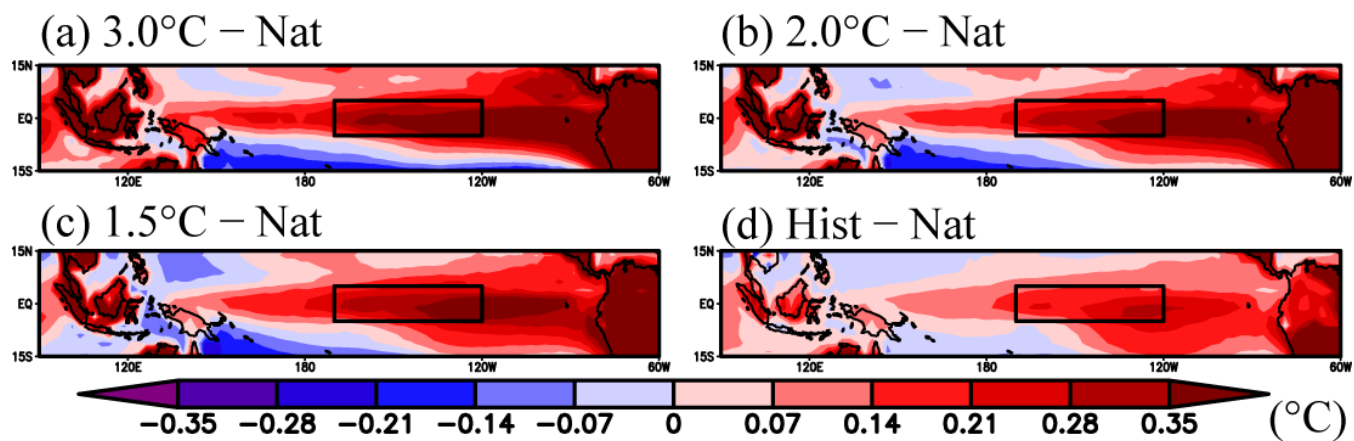 (a) 3.0°C − Nat
(b) 2.0°C − Nat
15N
EQ
15S
120E 180 120W 60W
15N
EQ
15S
120E 180 120W 60W
(c) 1.5°C − Nat
(d) Hist − Nat
15N
EQ
15S
120E 180 120W 60W
15N
EQ
15S
120E 180 120W 60W
−0.35 −0.28 −0.21 −0.14 −0.07 0 0.07 0.14 0.21 0.28 0.35 (°C)